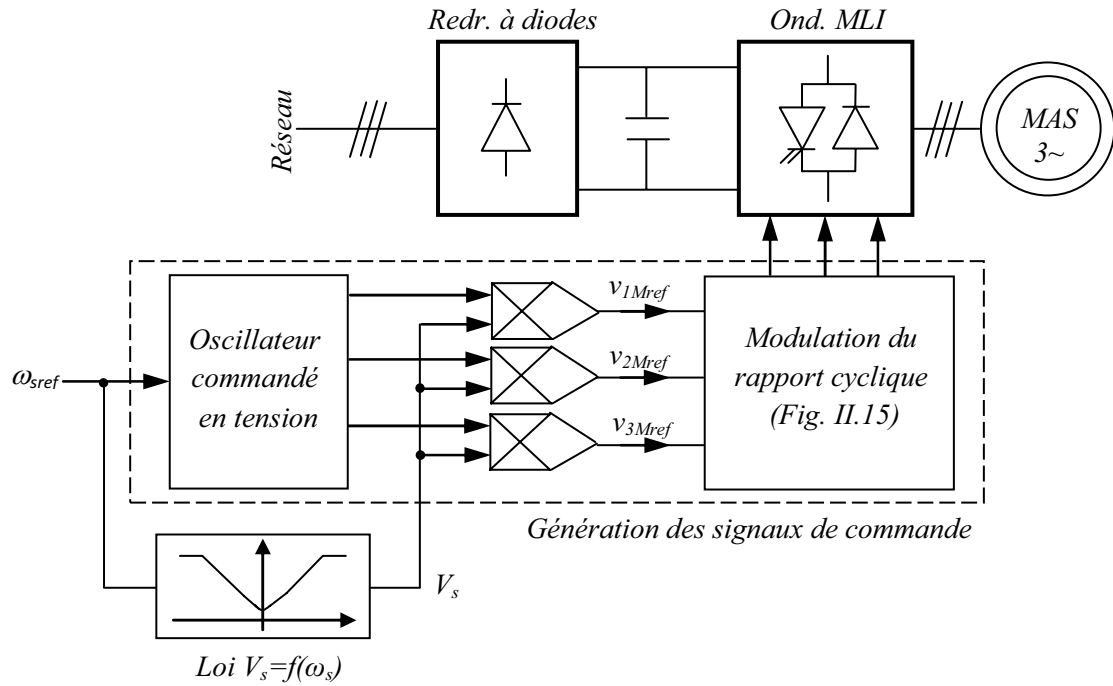 Redr. à diodes
Ond. MLI
Réseau
MAS
3~
ωsref
Oscillateur
commandé
en tension
v1Mref
v2Mref
v3Mref
Modulation du
rapport cyclique
(Fig. II.15)
Génération des signaux de commande
Vs
Loi Vs=f(ωs)